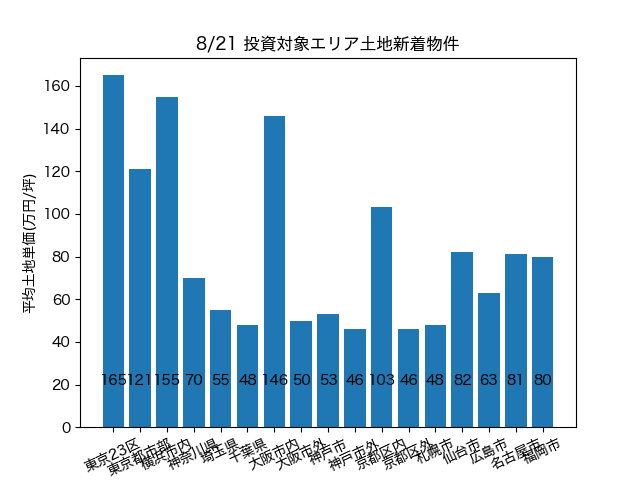 8/21 投資対象エリア土地新着物件
平均土地単価(万円/坪)
160
140
120
100
80
60
40
20
0
165 121 155 70 55 48 146 50 53 46 103 46 48 82 63 81 80
東京23区
東京都市部
横浜市内
神奈川県
埼玉県
千葉県
大阪市内
大阪市外
神戸市
神戸市外
京都区内
京都区外
札幌市
仙台市
広島市
名古屋市
福岡市